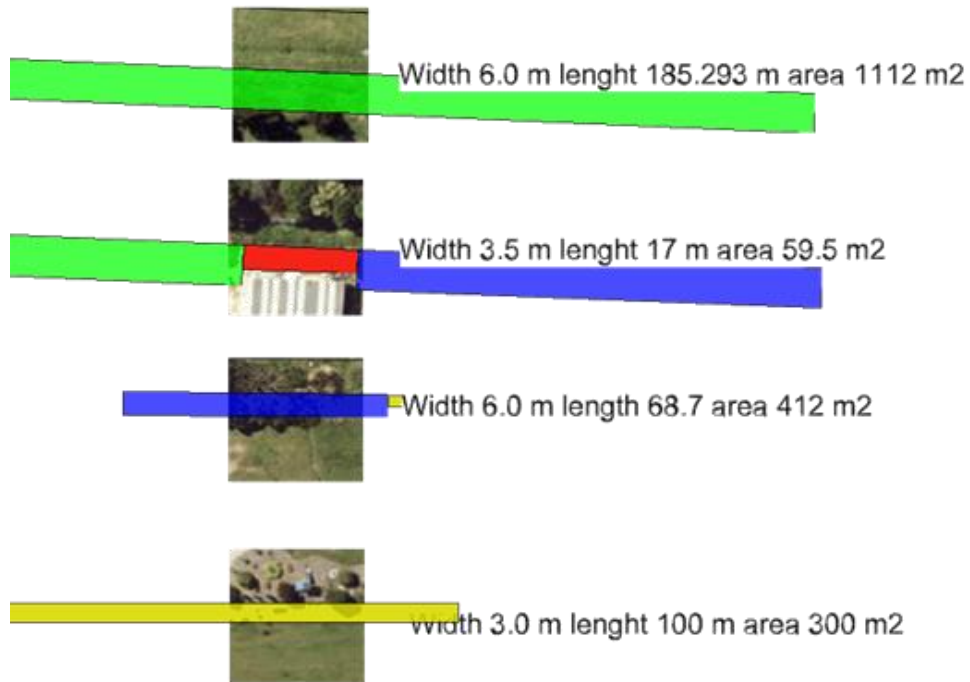 Width 6.0 m lenght 185.293 m area 1112 m2
Width 3.5 m lenght 17 m area 59.5 m2
Width 6.0 m length 68.7 area 412 m2
Width 3.0 m lenght 100 m area 300 m2